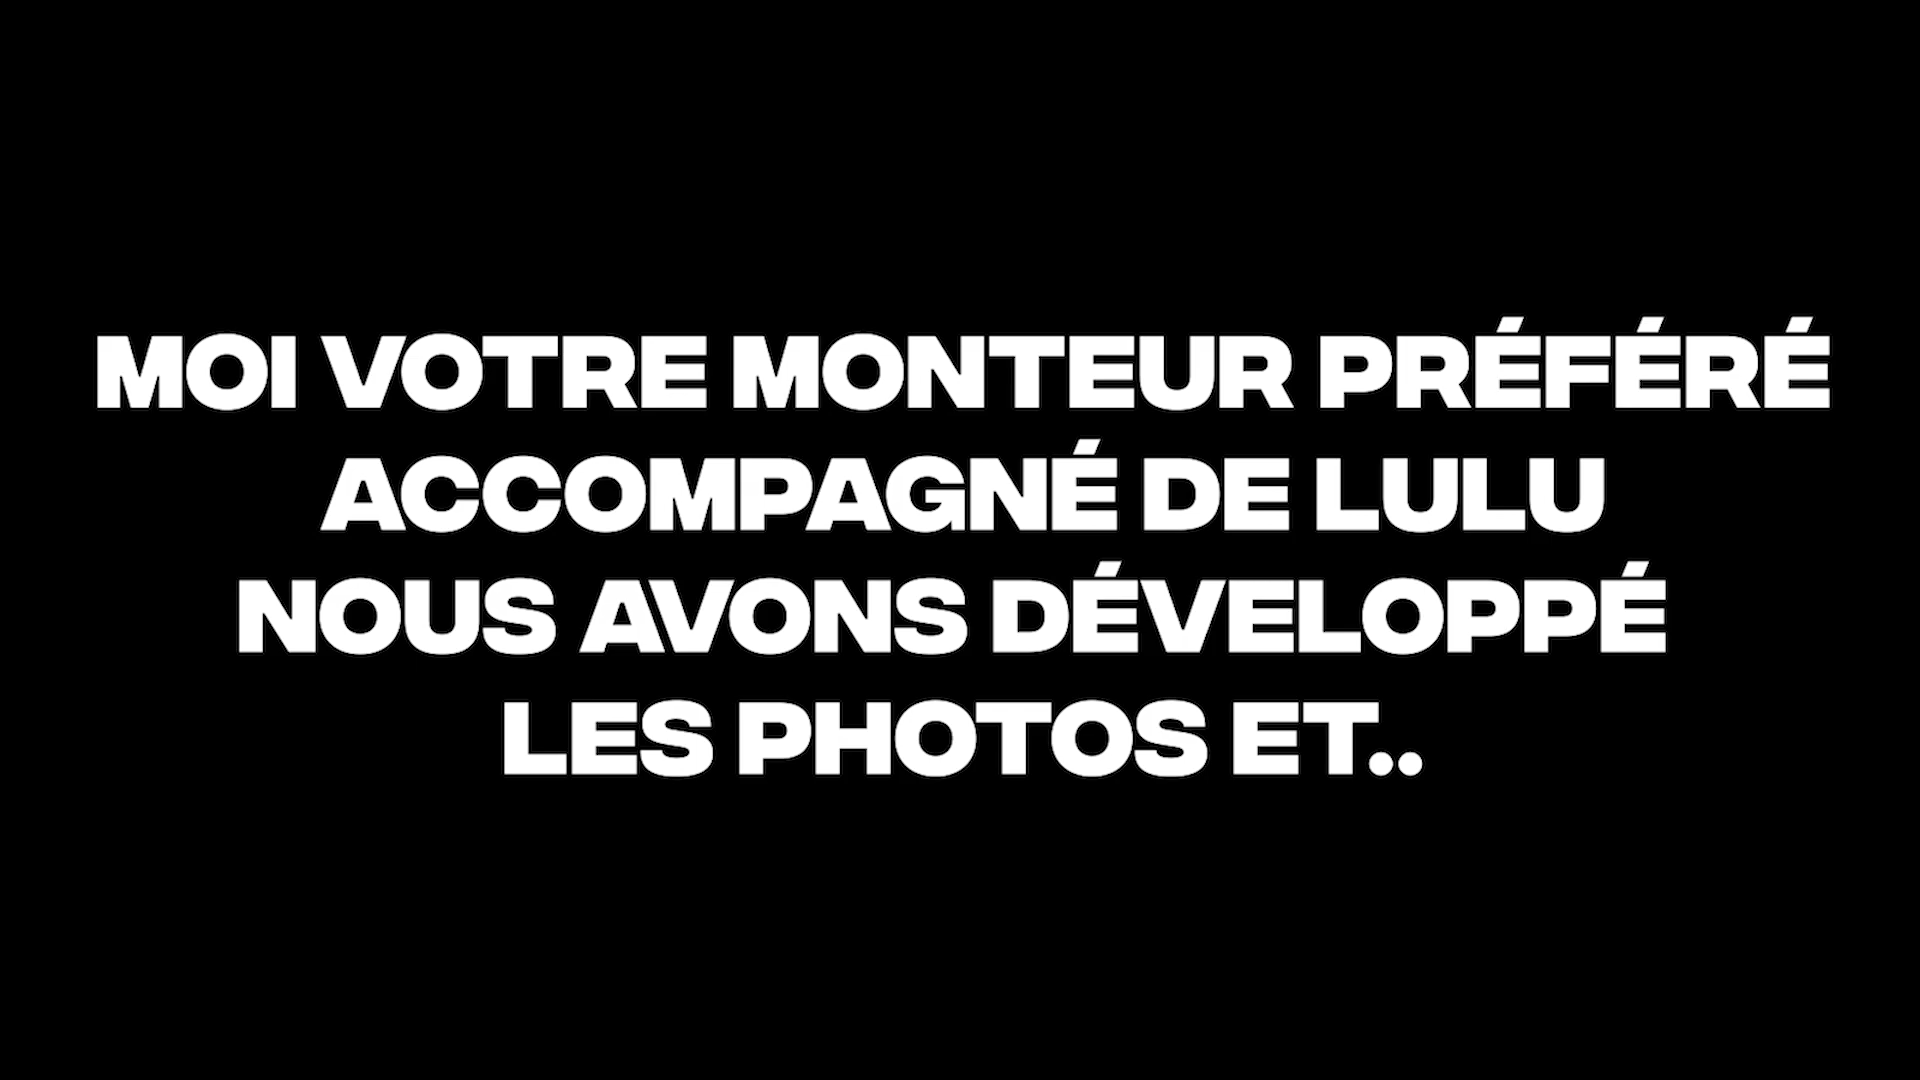 MOI VOTRE MONTEUR PRÉFÉRÉ
ACCOMPAGNÉ DE LULU
NOUS AVONS DÉVELOPPÉ
LES PHOTOS ET..